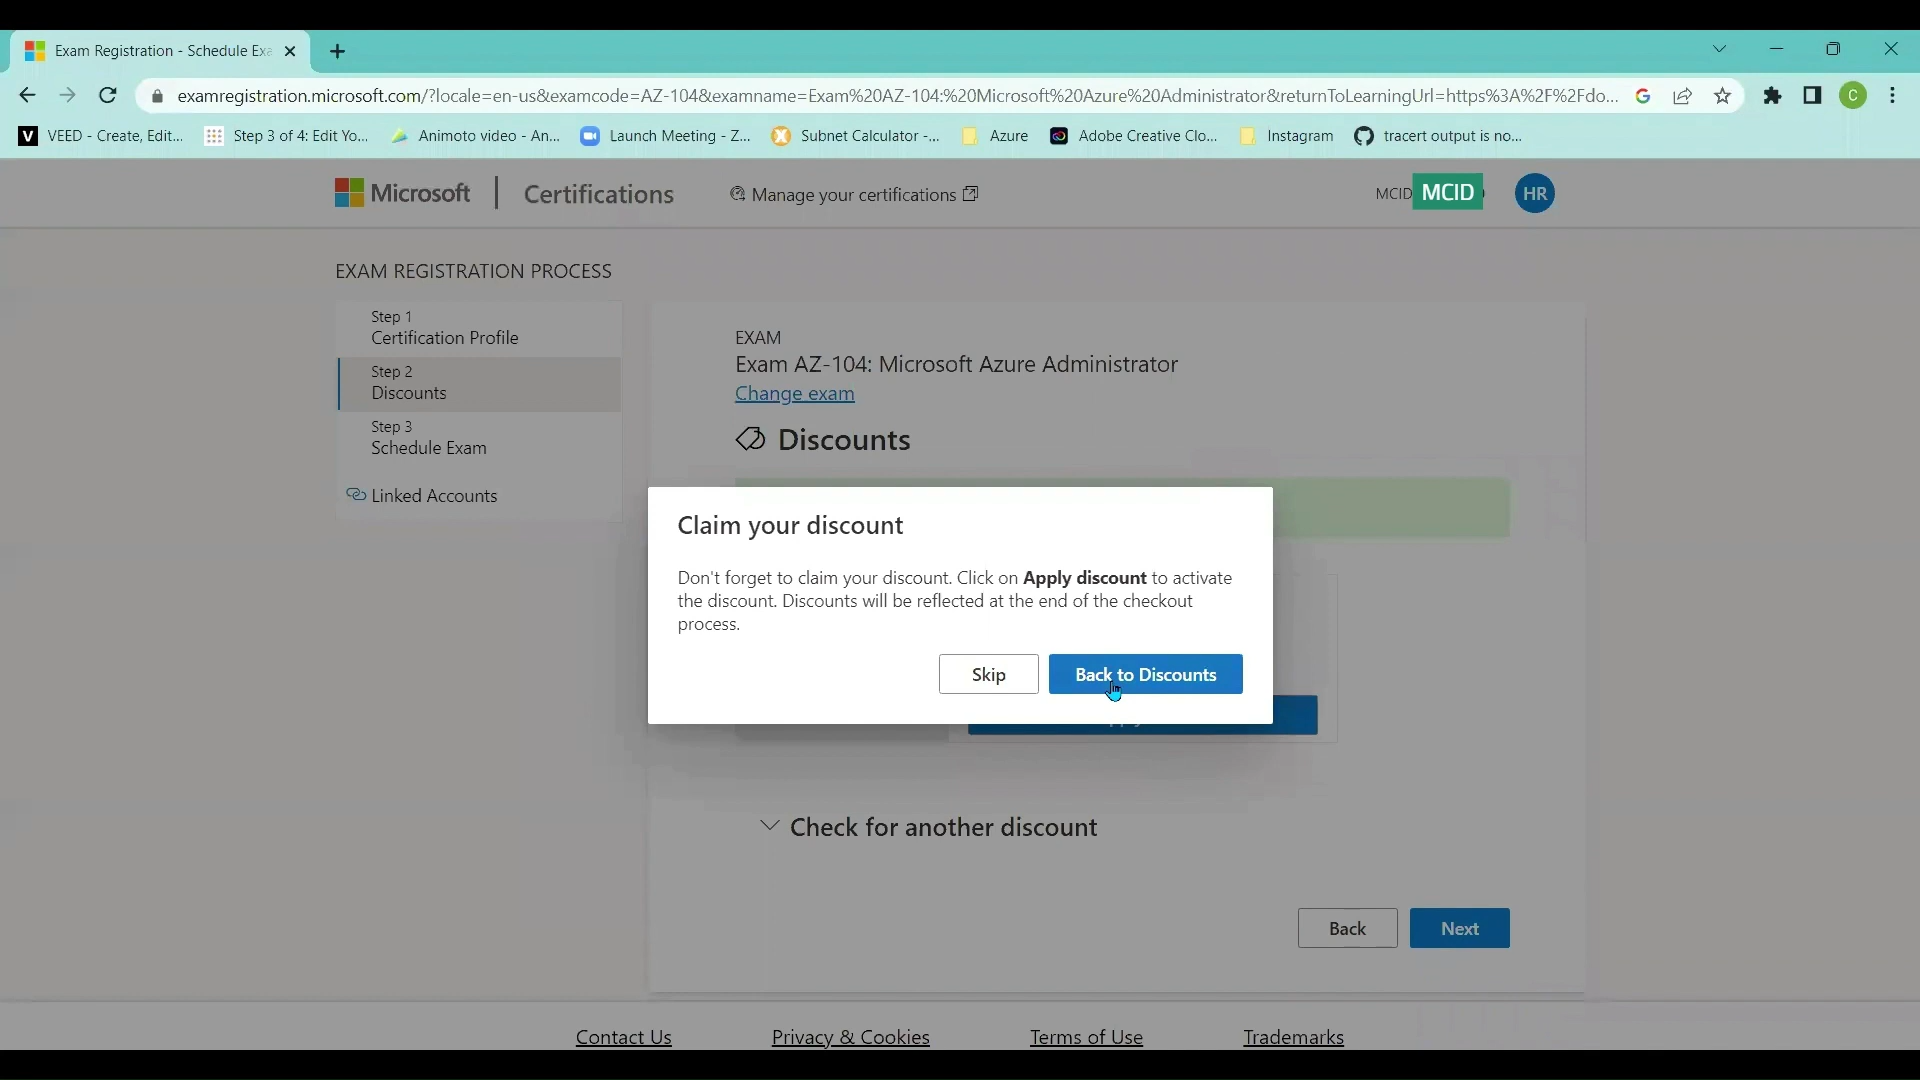 Exam Registration - Schedule Exa
examregistration.microsoft.com/?locale=en-us&examcode=AZ-104&examname=Exam%20AZ-104:%20Microsoft%20Azure%20Administrator&returnToLearningUrl=https%3A%2F%2Fdo...
C
V VEED - Create, Edit... Step 3 of 4: Edit Yo... Animoto video - An... Launch Meeting - Z... Subnet Calculator -... Azure Adobe Creative Clo... Instagram tracert output is no...
Microsoft Certifications Manage your certifications MCID MCID HR
EXAM REGISTRATION PROCESS
Step 1
Certification Profile
Step 2
Discounts
Step 3
Schedule Exam
Linked Accounts
EXAM
Exam AZ-104: Microsoft Azure Administrator
Change exam
Discounts
Claim your discount
Don't forget to claim your discount. Click on Apply discount to activate
the discount. Discounts will be reflected at the end of the checkout
process.
Skip Back to Discounts
Check for another discount
Back Next
Contact Us Privacy & Cookies Terms of Use Trademarks